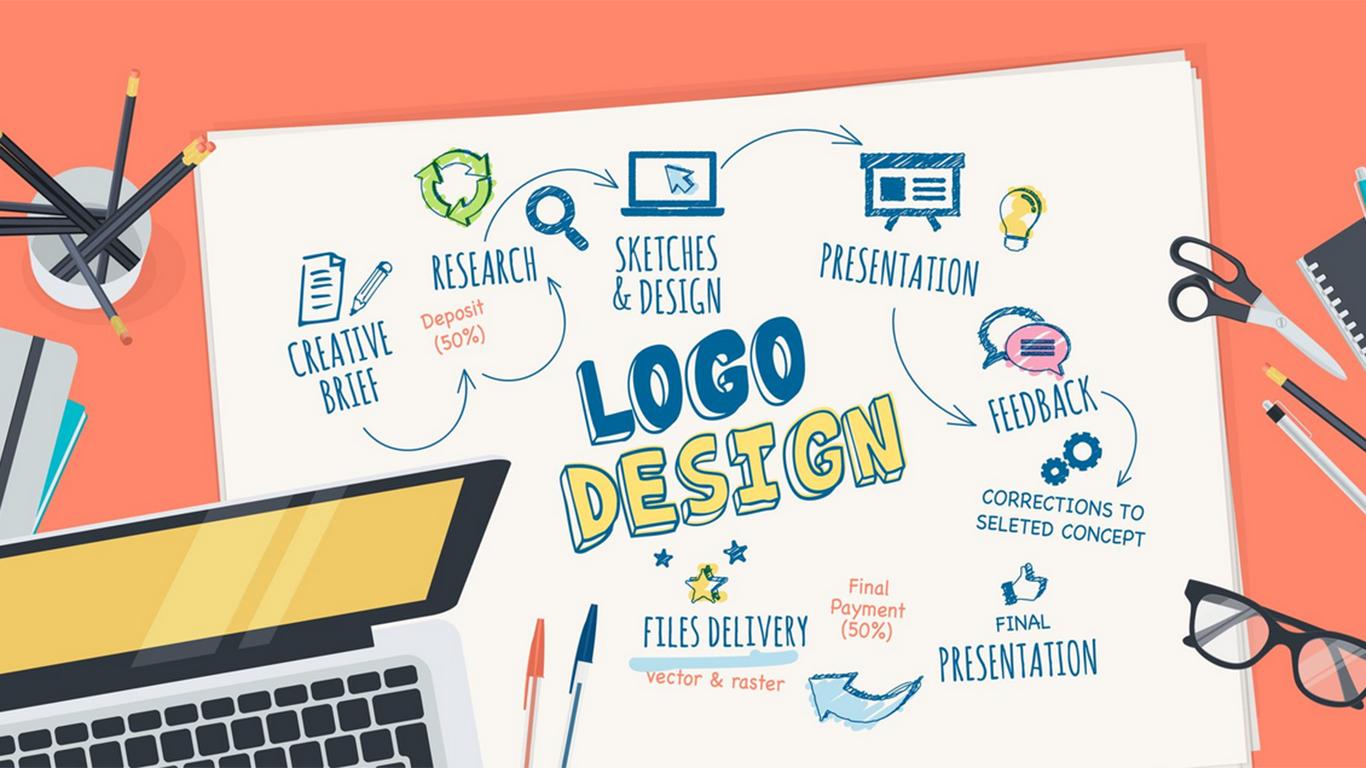 CREATIVE
BRIEF
Deposit
(50%)
RESEARCH
SKETCHES
& DESIGN
PRESENTATION
FEEDBACK
CORRECTIONS TO
SELETED CONCEPT
FINAL
PRESENTATION
Final
Payment
(50%)
FILES DELIVERY
vector & raster
LOGO
DESIGN